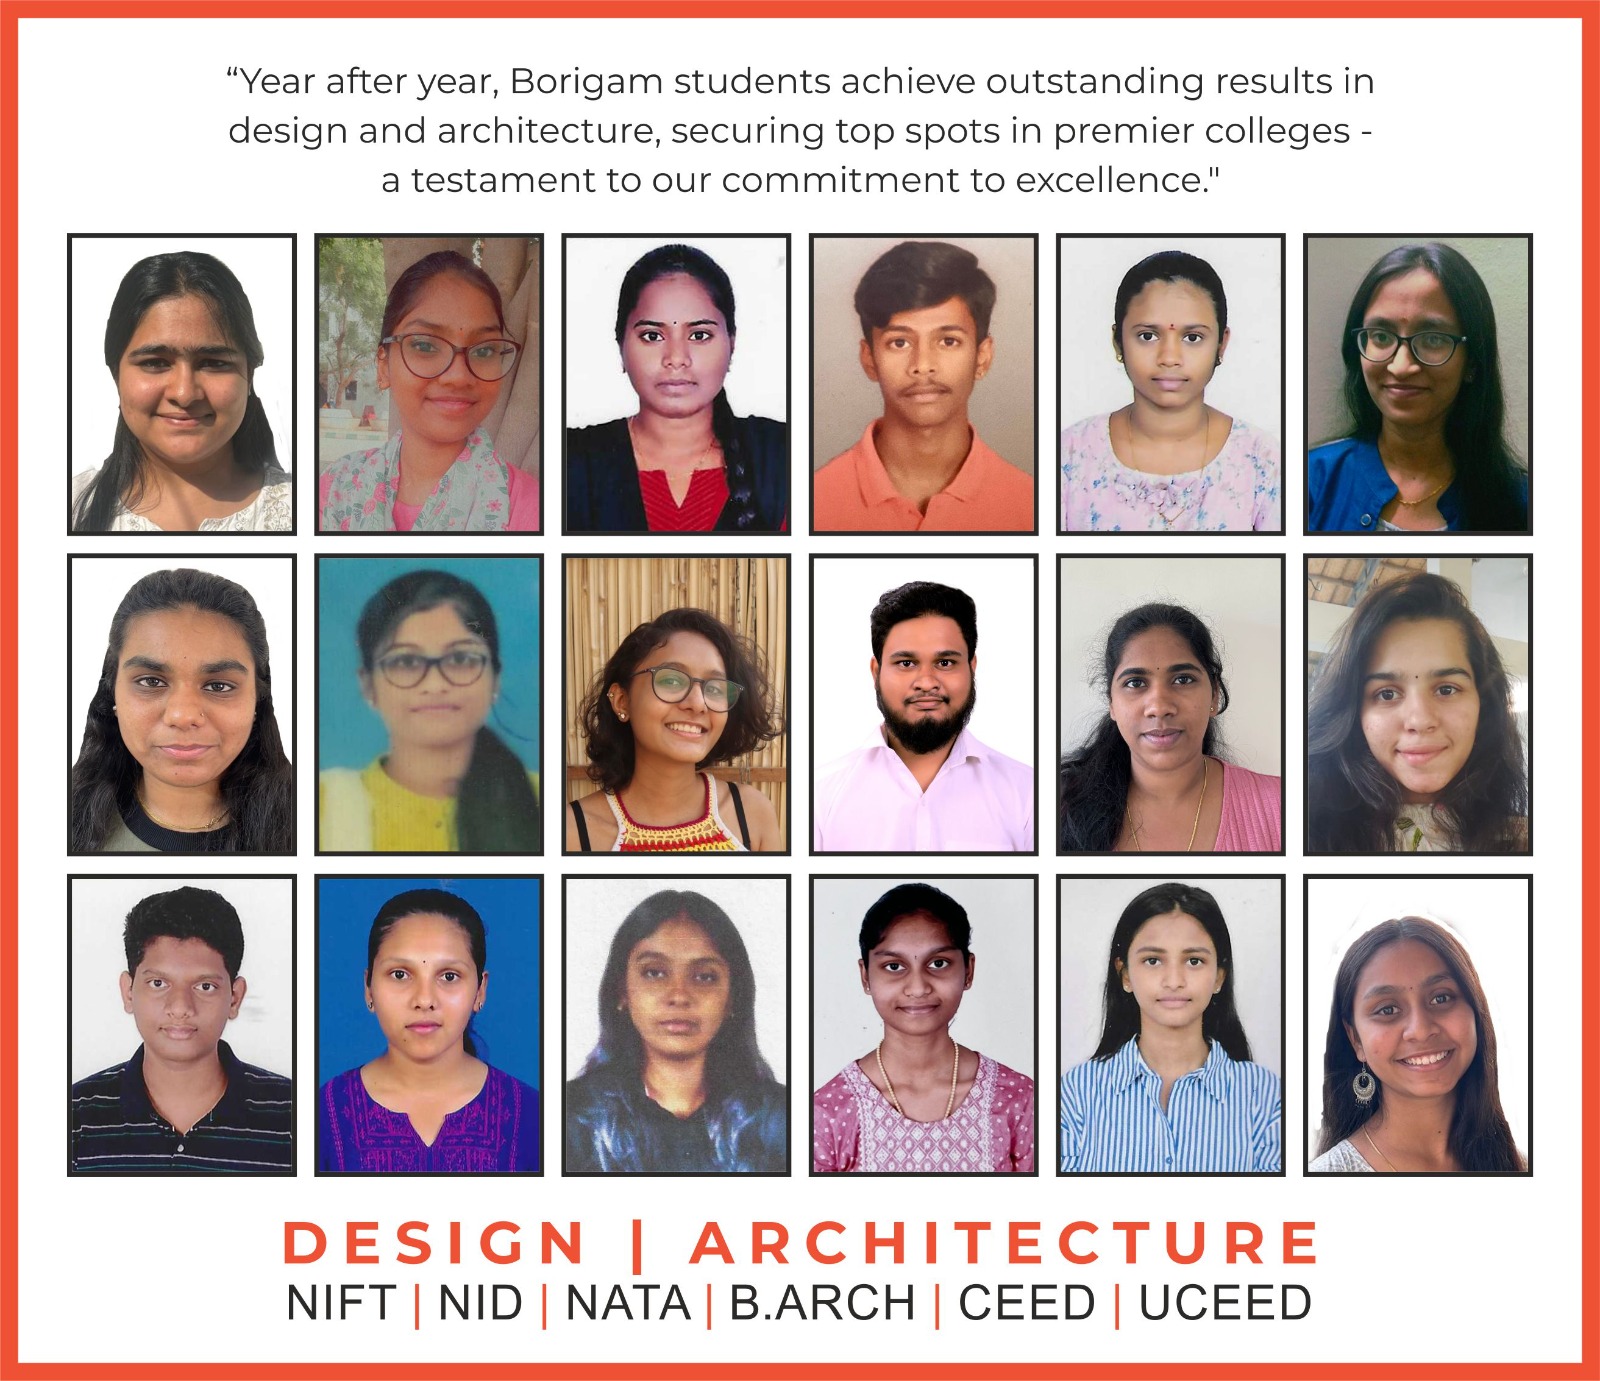 “Year after year, Borigam students achieve outstanding results in
design and architecture, securing top spots in premier colleges -
a testament to our commitment to excellence."
DESIGN | ARCHITECTURE
NIFT | NID | NATA | B.ARCH | CEED | UCEED